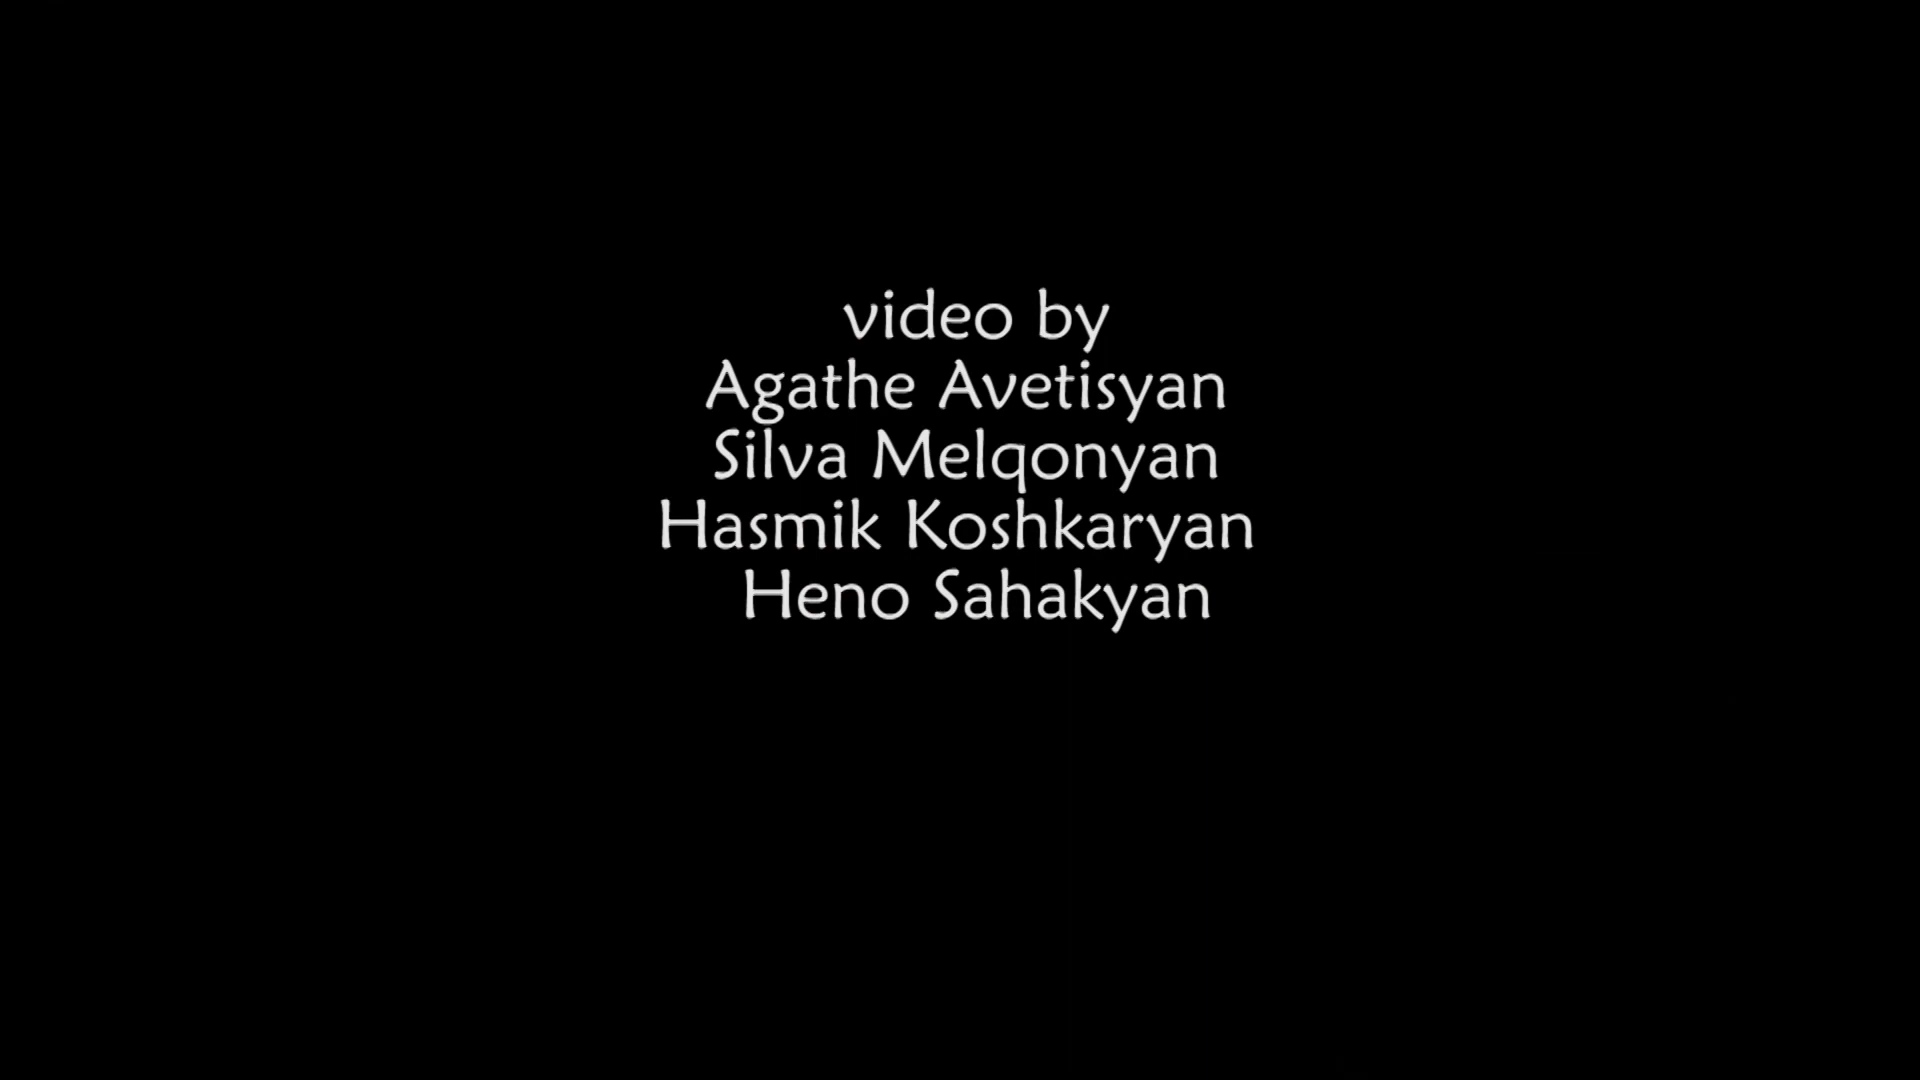 video by
Agathe Avetisyan
Silva Melqonyan
Hasmik Koshkaryan
Heno Sahakyan